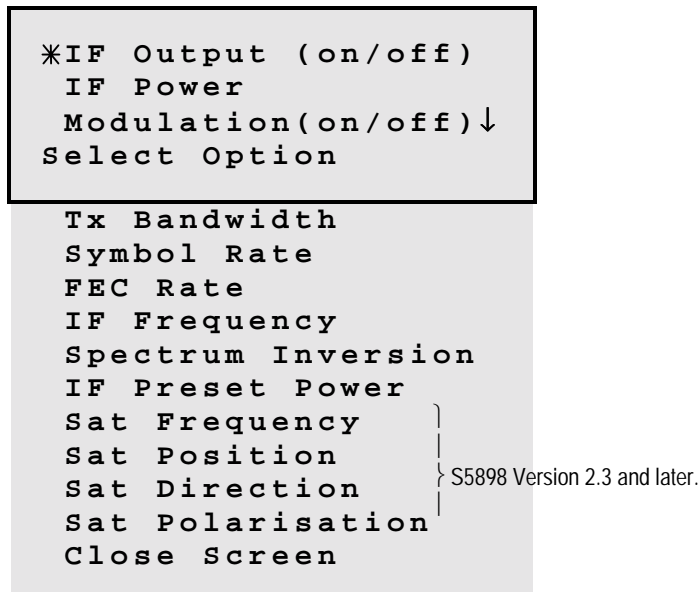 ✳IF Output (on/off)
IF Power
Modulation(on/off)↓
Select Option
Tx Bandwidth
Symbol Rate
FEC Rate
IF Frequency
Spectrum Inversion
IF Preset Power
Sat Frequency
Sat Position
Sat Direction
Sat Polarisation
S5898 Version 2.3 and later.
Close Screen